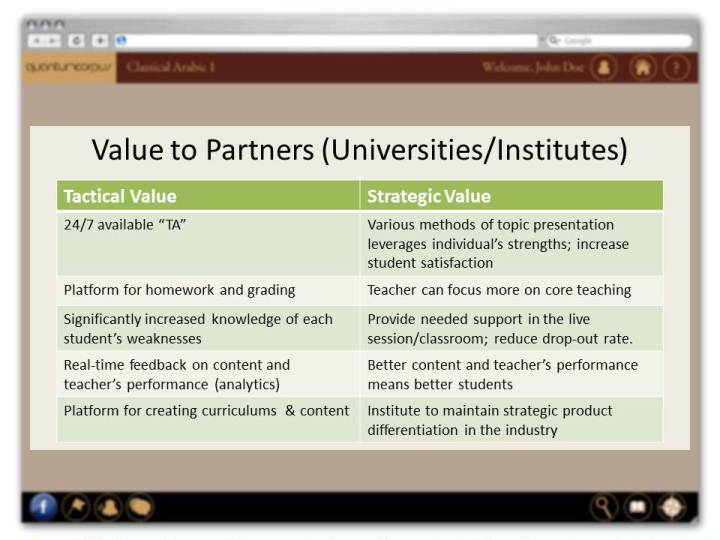 Google
quantumcorpus
Classical Arabic 1
Welcome, John Doe
?
Value to Partners (Universities/Institutes)
Tactical Value
Strategic Value
24/7 available “TA”
Various methods of topic presentation
leverages individual’s strengths; increase
student satisfaction
Platform for homework and grading
Teacher can focus more on core teaching
Significantly increased knowledge of each
student’s weaknesses
Provide needed support in the live
session/classroom; reduce drop-out rate.
Real-time feedback on content and
teacher’s performance (analytics)
Better content and teacher’s performance
means better students
Platform for creating curriculums & content
Institute to maintain strategic product
differentiation in the industry
f